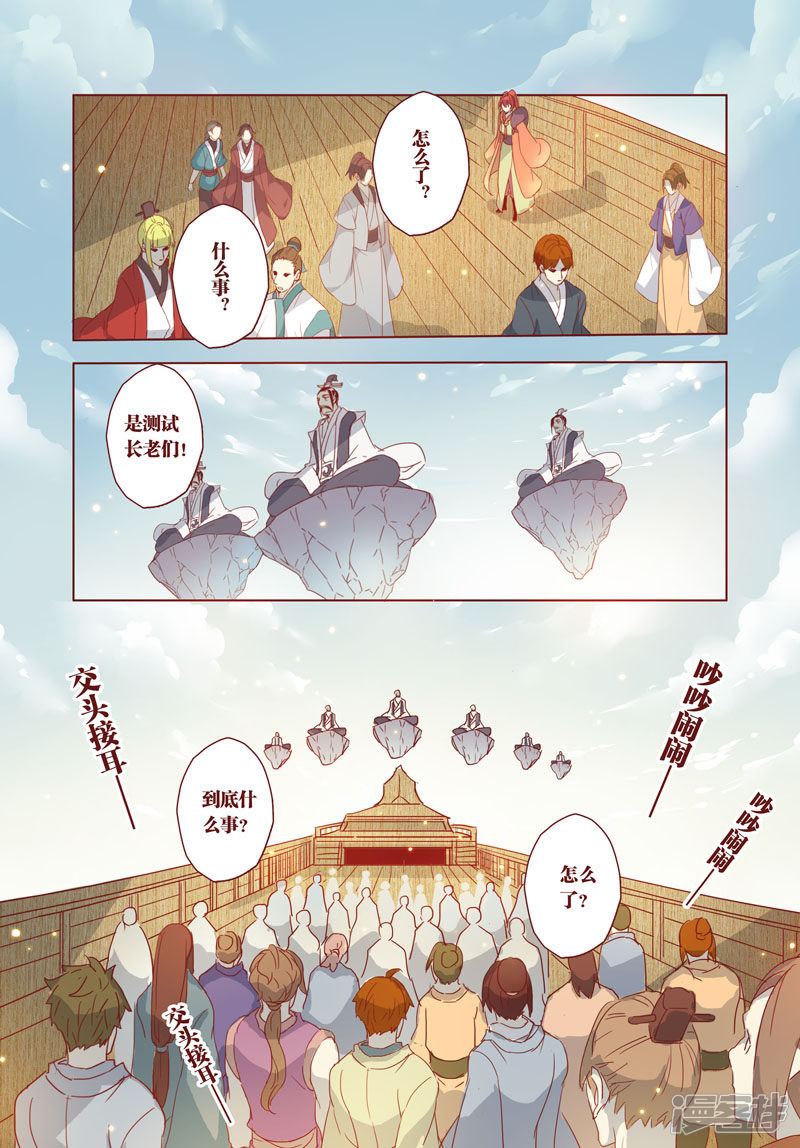 怎么
了？
什么
事？
是测试
长老们！
交头接耳——
吵吵闹闹——
吵吵闹闹——
到底什
么事？
怎么
了？
交头接耳——
漫客栈